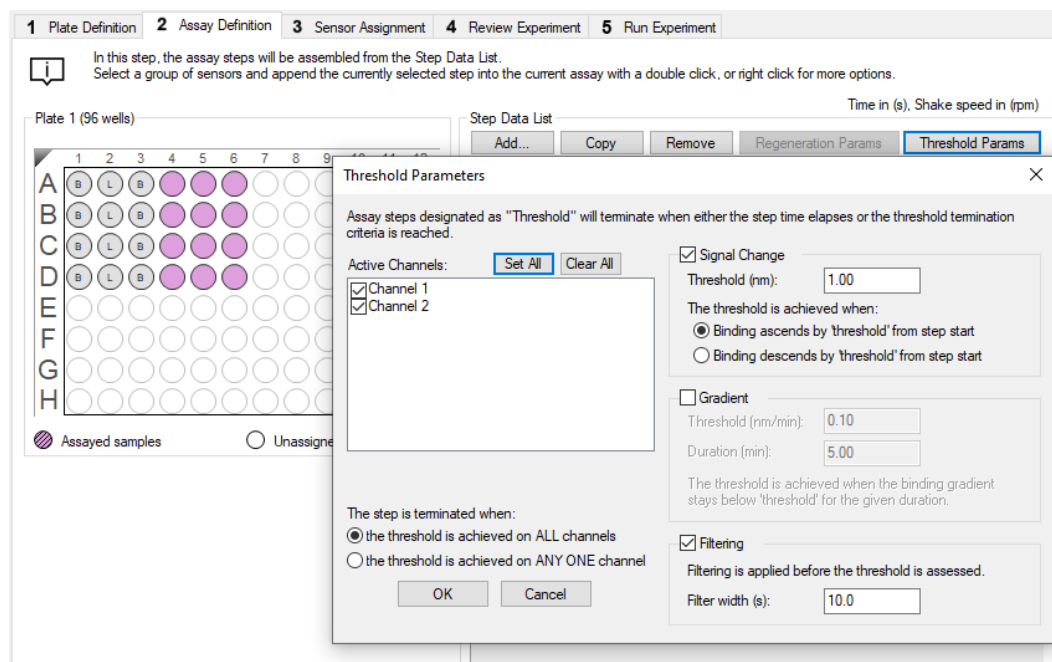 1 Plate Definition 2 Assay Definition 3 Sensor Assignment 4 Review Experiment 5 Run Experiment
i
In this step, the assay steps will be assembled from the Step Data List.
Select a group of sensors and append the currently selected step into the current assay with a double click, or right click for more options.
Time in (s), Shake speed in (rpm)
Plate 1 (96 wells)
Step Data List
Add... Copy Remove Regeneration Params Threshold Params
1 2 3 4 5 6 7 8 9
A B L B
B B L B
C B L B
D B L B
E
F
G
H
Assayed samples
Unassigne
Threshold Parameters
Assay steps designated as "Threshold" will terminate when either the step time elapses or the threshold termination
criteria is reached.
Active Channels: Set All Clear All
Channel 1
Channel 2
The step is terminated when:
the threshold is achieved on ALL channels
the threshold is achieved on ANY ONE channel
OK Cancel
Signal Change
Threshold (nm): 1.00
The threshold is achieved when:
Binding ascends by 'threshold' from step start
Binding descends by 'threshold' from step start
Gradient
Threshold (nm/min): 0.10
Duration (min): 5.00
The threshold is achieved when the binding gradient
stays below 'threshold' for the given duration.
Filtering
Filtering is applied before the threshold is assessed.
Filter width (s): 10.0